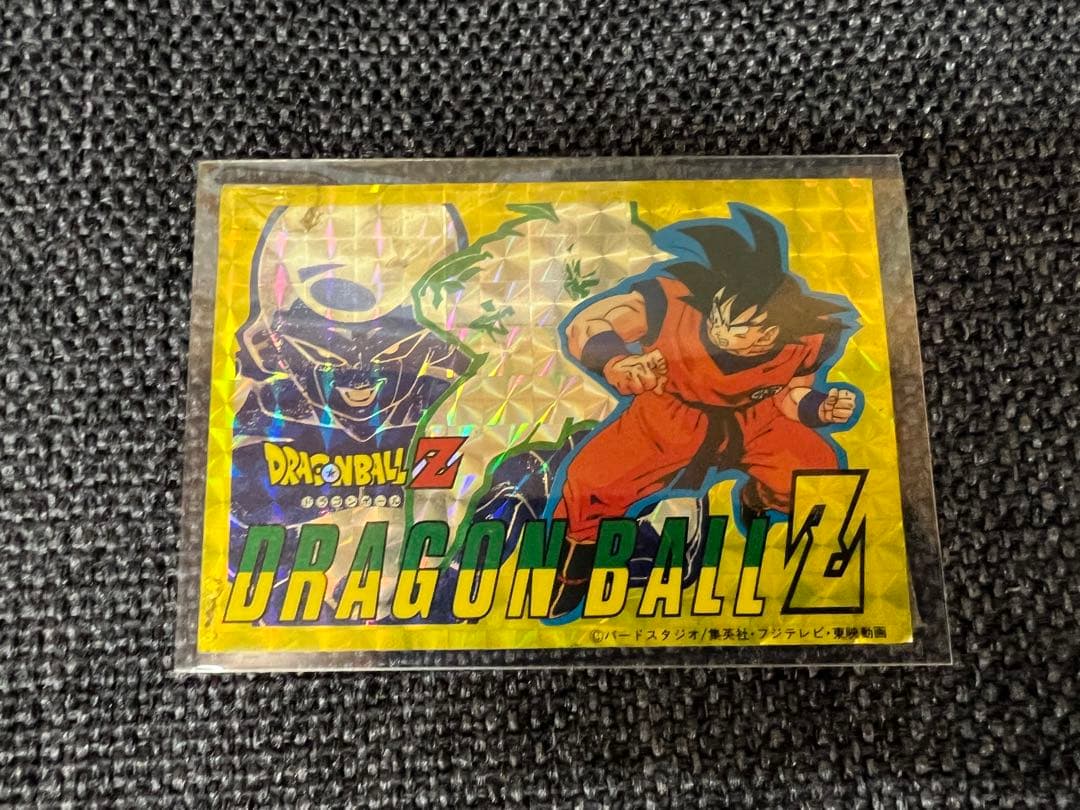 DRAGONBALL Z
ドラゴンボール
DRAGON BALL Z
©バードスタジオ/集英社・フジテレビ・東映動画